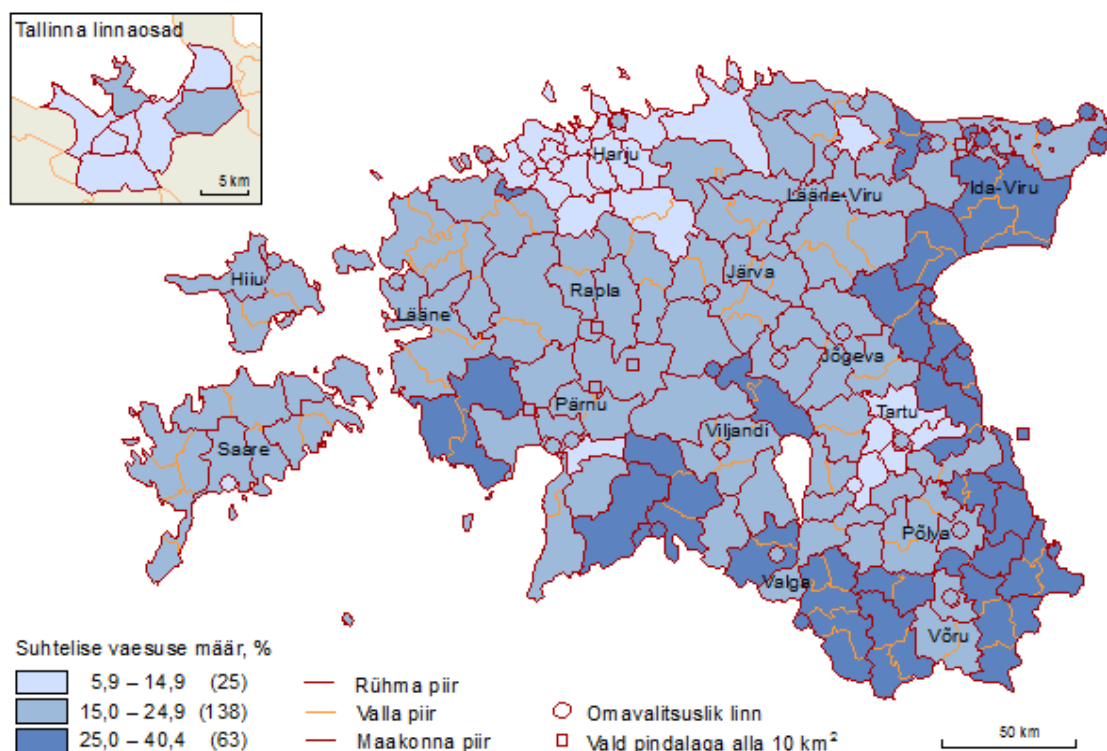 Tallinna linnaosad
5 km
Harju
Lääne-Viru
Ida-Viru
Hiiu
Rapla
Järva
Lääne
Jõgeva
Pärnu
Tartu
Viljandi
Saare
Põlva
Valga
Võru
Suhtelise vaesuse määr, %
5,9 – 14,9 (25)
15,0 – 24,9 (138)
25,0 – 40,4 (63)
Rühma piir
Valla piir
Maakonna piir
Omavalitsuslik linn
Vald pindalaga alla 10 km²
50 km